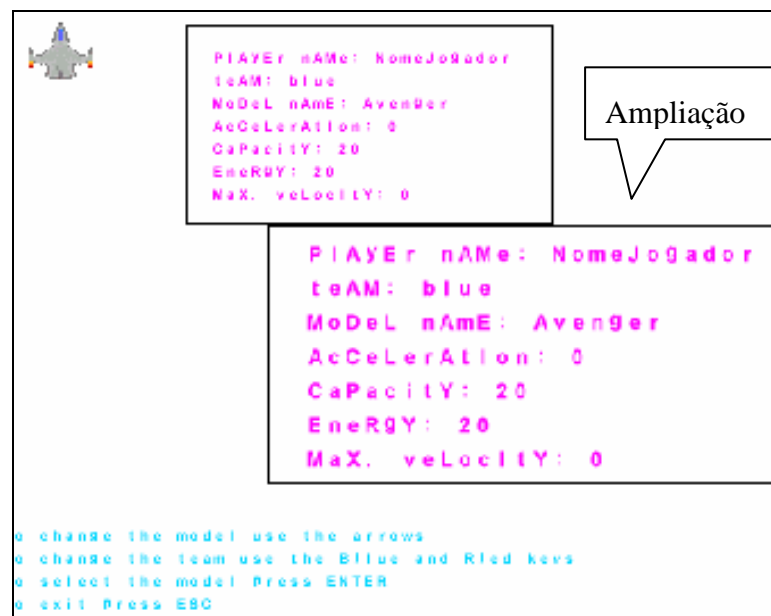 PlAYEr nAMe: NomeJogador
teAM: blue
MoDeL nAmE: Avenger
AcCeLerAtIon: 0
CaPacitY: 20
EneRgY: 20
MaX. veLocItY: 0
Ampliação
PlAYEr nAMe: NomeJogador
teAM: blue
MoDeL nAmE: Avenger
AcCeLerAtIon: 0
CaPacitY: 20
EneRgY: 20
MaX. veLocItY: 0
o change the model use the arrows
o change the team use the B|lue and R|ed keys
o select the model press ENTER
o exit press ESC